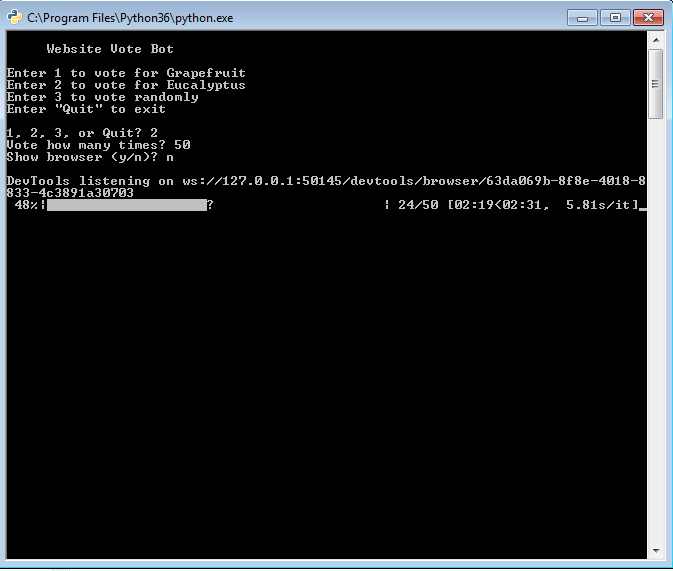 C:\Program Files\Python36\python.exe
Website Vote Bot
Enter 1 to vote for Grapefruit
Enter 2 to vote for Eucalyptus
Enter 3 to vote randomly
Enter "Quit" to exit
1, 2, 3, or Quit? 2
Vote how many times? 50
Show browser (y/n)? n
DevTools listening on ws://127.0.0.1:50145/devtools/browser/63da069b-8f8e-4018-8
833-4c3891a30703
48%|████████████████████? | 24/50 [02:19<02:31, 5.81s/it]_